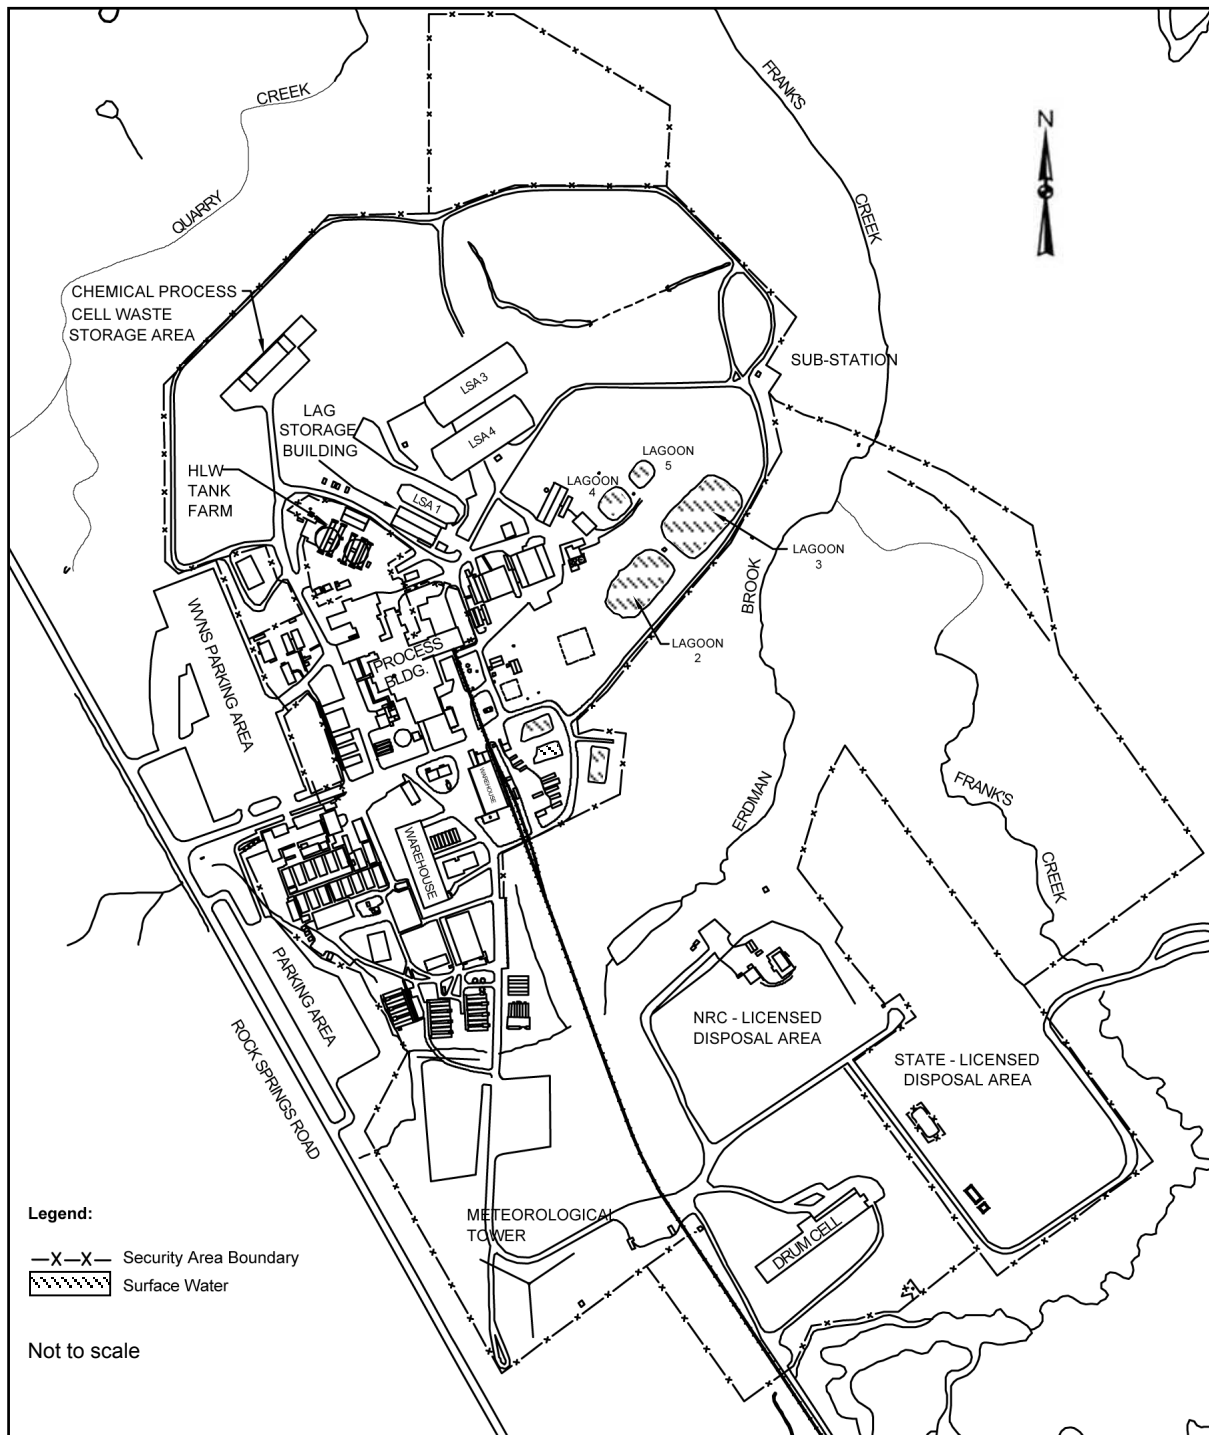 FRANK'S
CREEK
N
QUARRY
CREEK
CHEMICAL PROCESS
CELL WASTE
STORAGE AREA
SUB-STATION
LSA 3
LSA 4
LAG
STORAGE
BUILDING
LAGOON
5
LAGOON
4
HLW
TANK
FARM
LSA 1
LAGOON
3
BROOK
LAGOON
2
WVNS PARKING AREA
PROCESS
BLDG.
WAREHOUSE
ERDMAN
FRANK'S
CREEK
WAREHOUSE
PARKING AREA
NRC - LICENSED
DISPOSAL AREA
STATE - LICENSED
DISPOSAL AREA
ROCK SPRINGS ROAD
METEOROLOGICAL
TOWER
DRUM CELL
Legend:
—X—X— Security Area Boundary
Surface Water
Not to scale